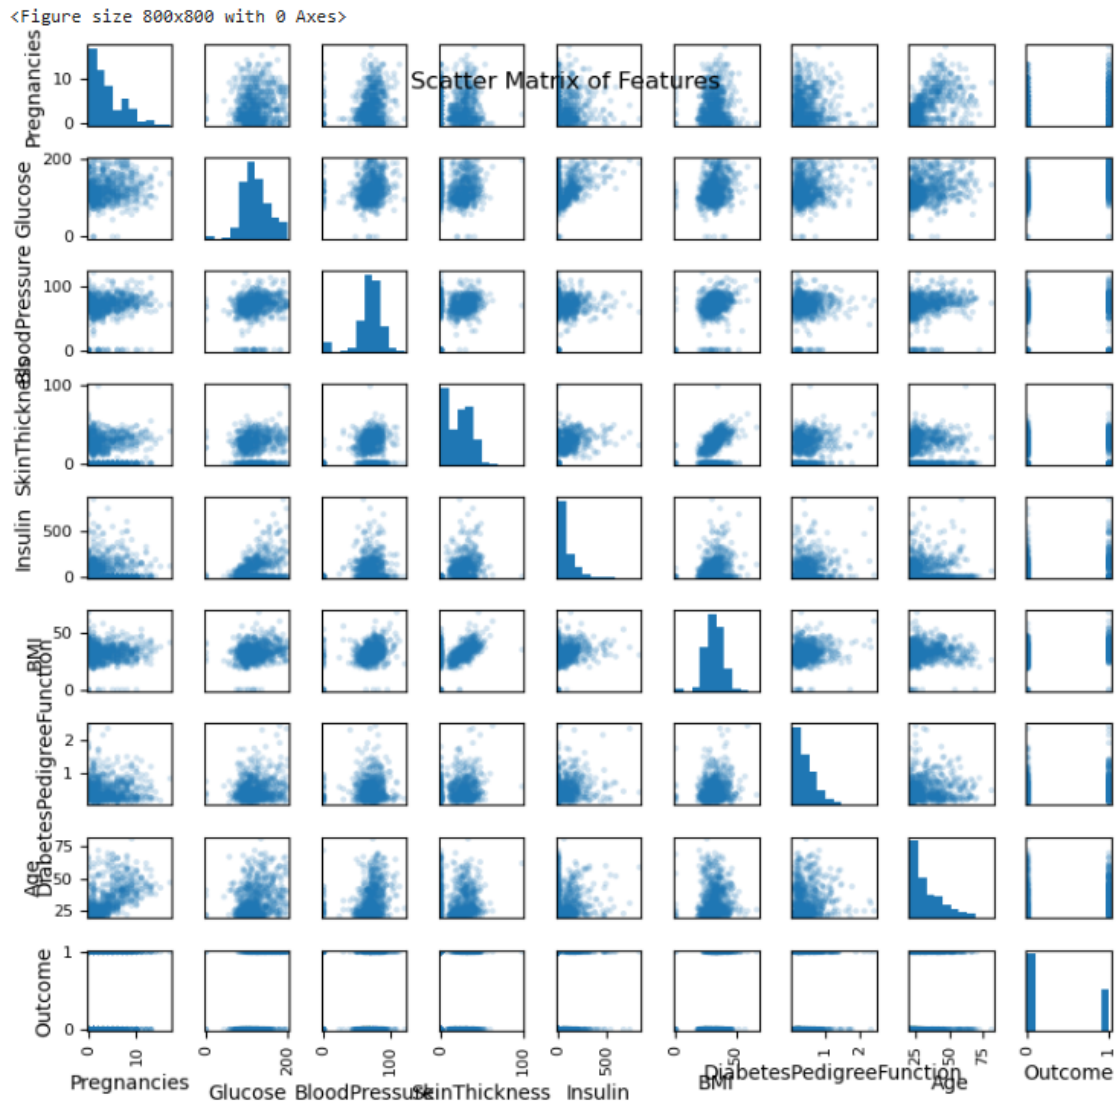 <Figure size 800x800 with 0 Axes>
Scatter Matrix of Features
Pregnancies
10
0
Glucose
200
0
BloodPressure
100
0
SkinThickness
100
0
Insulin
500
0
BMI
50
0
DiabetesPedigreeFunction
2
1
Age
75
50
25
Outcome
1
0
0 10 0 200 0 100 0 100 0 500 0 50 1 2 25 50 75 0 1
Pregnancies Glucose BloodPressure SkinThickness Insulin BMI DiabetesPedigreeFunction Age Outcome